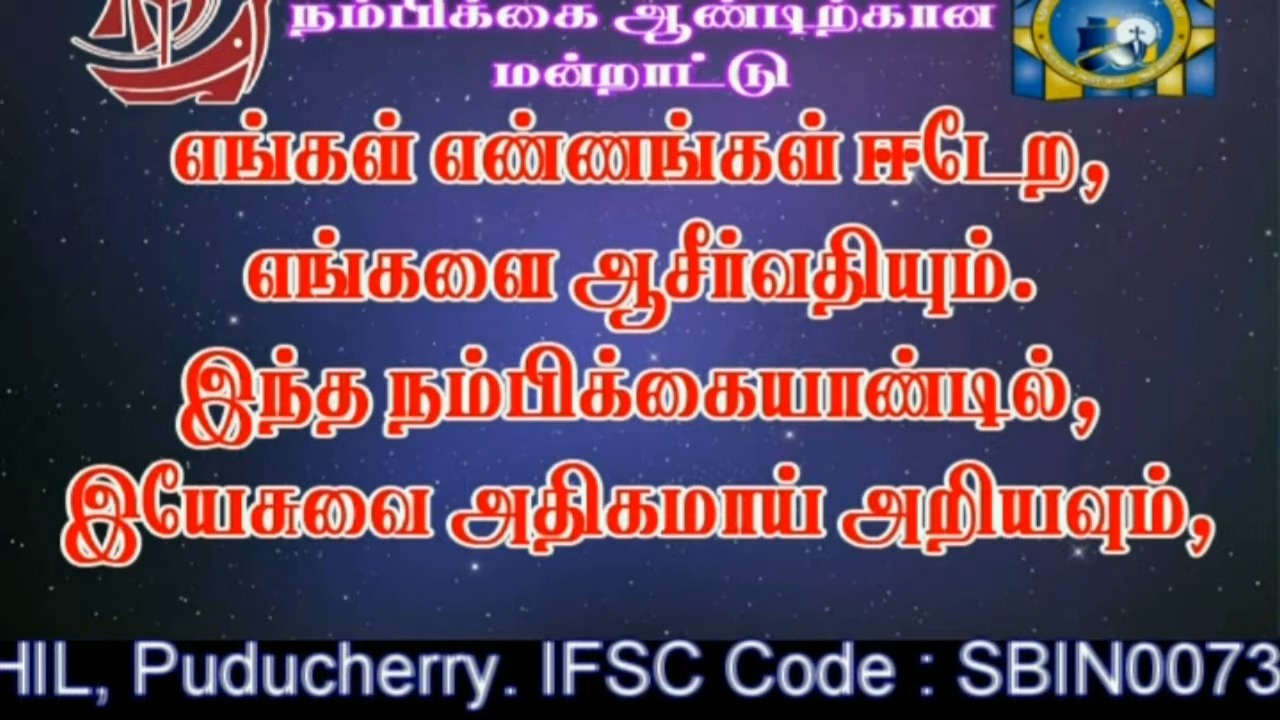 நம்பிக்கை ஆண்டிற்கான
மன்றாட்டு
எங்கள் எண்ணங்கள் ஈடேற,
எங்களை ஆசீர்வதியும்.
இந்த நம்பிக்கையாண்டில்,
இயேசுவை அதிகமாய் அறியவும்,
HIL, Puducherry. IFSC Code : SBIN0073